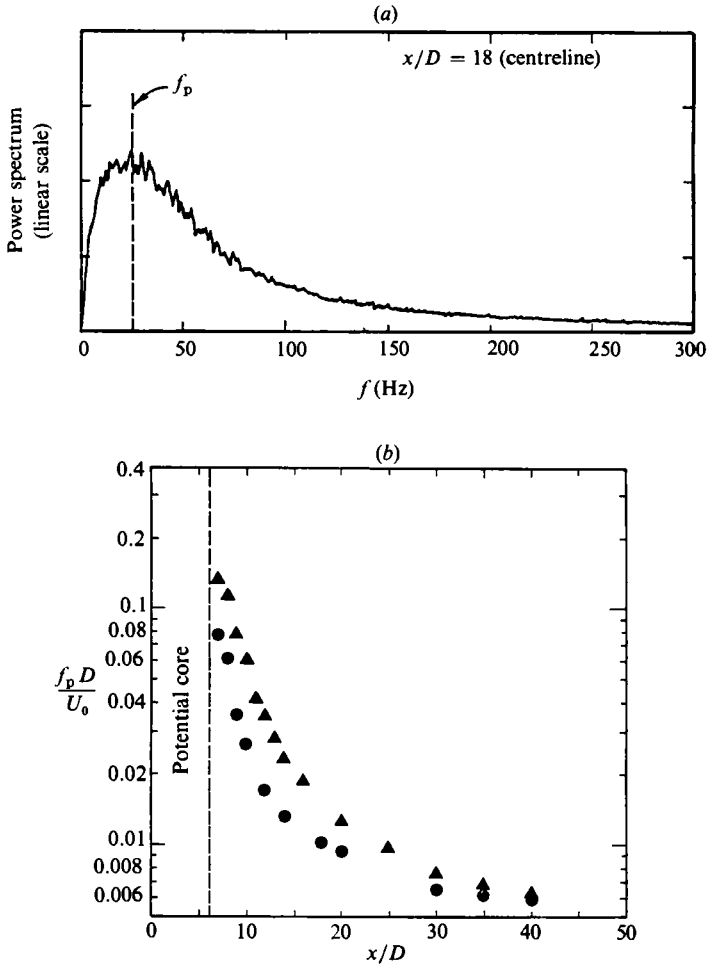 (a)
x/D = 18 (centreline)
f_p
Power spectrum
(linear scale)
0
50
100
150
200
250
300
f (Hz)
(b)
0.4
0.2
0.1
0.08
0.06
0.04
0.02
0.01
0.008
0.006
f_p D
U_0
Potential core
0
10
20
30
40
50
x/D